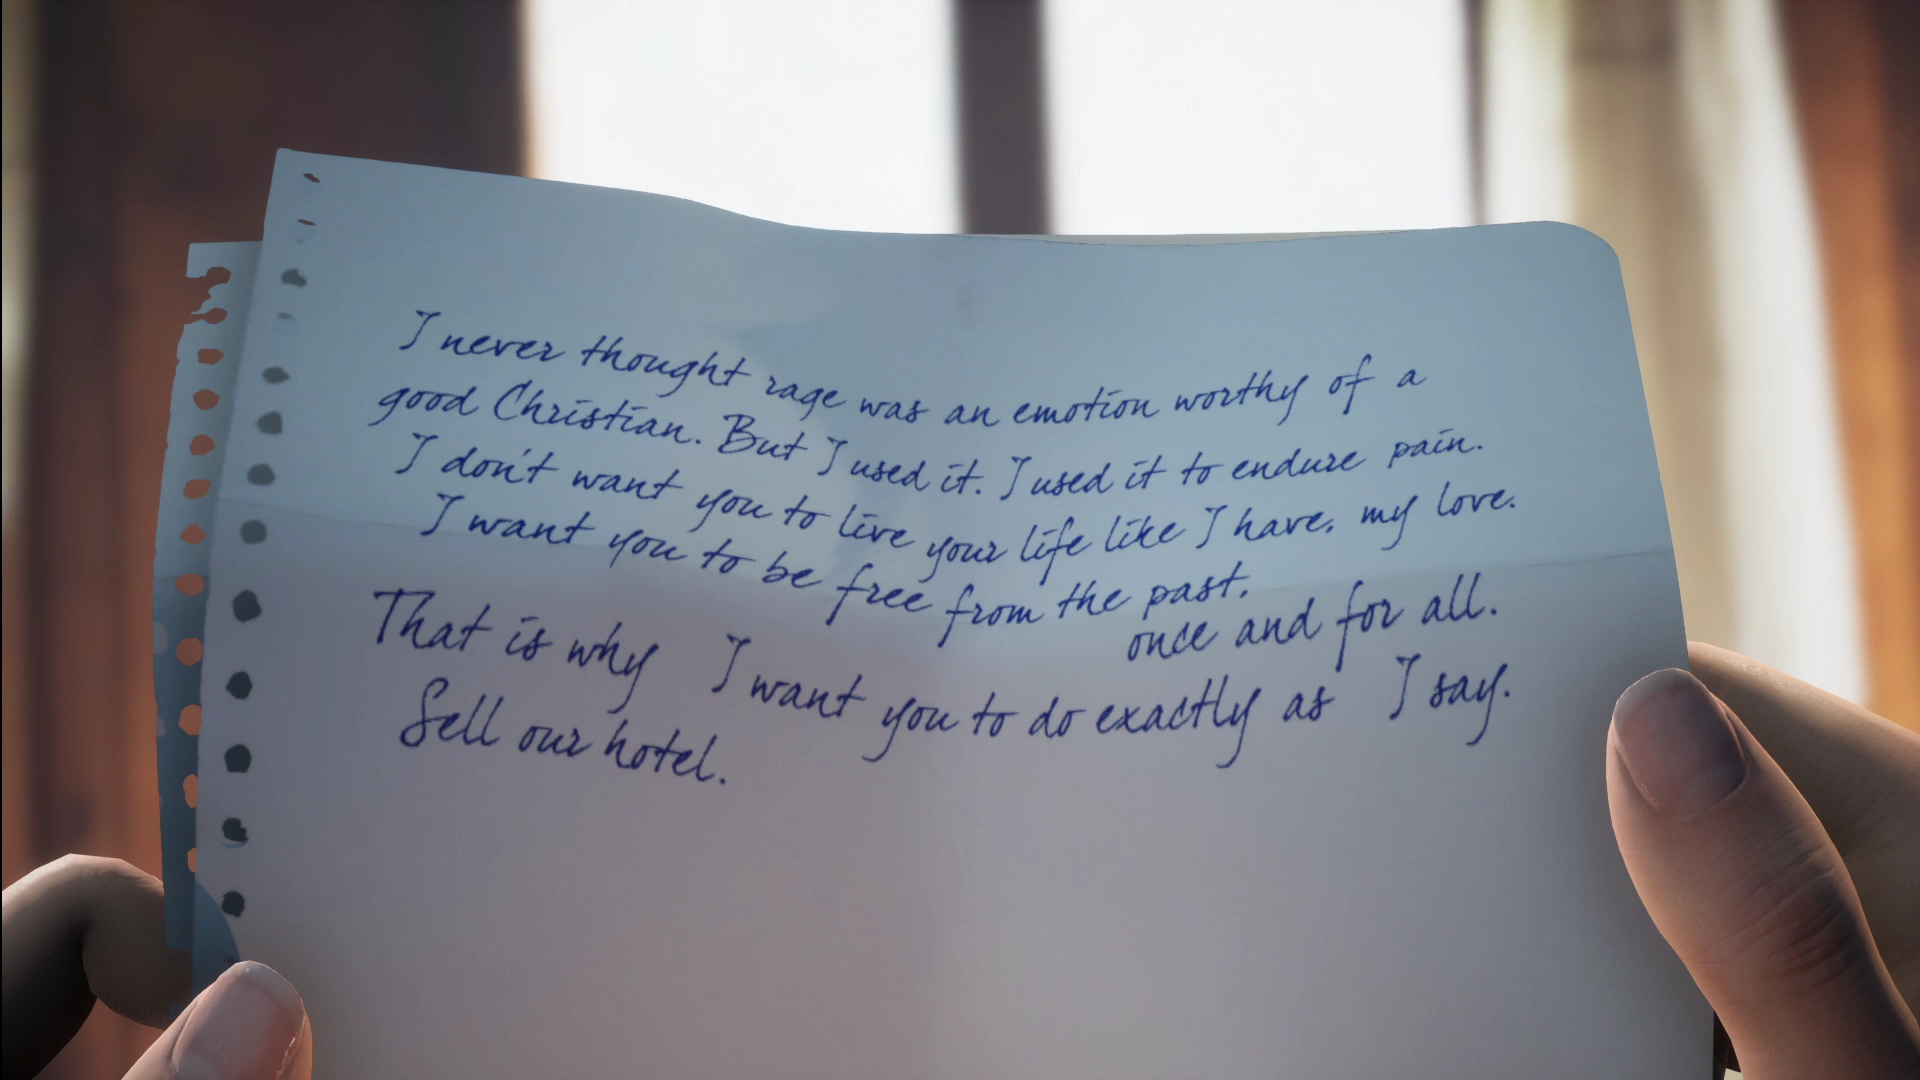 I never thought rage was an emotion worthy of a
good Christian. But I used it. I used it to endure pain.
I don't want you to live your life like I have, my love.
I want you to be free from the past,
once and for all.
That is why I want you to do exactly as I say.
Sell our hotel.